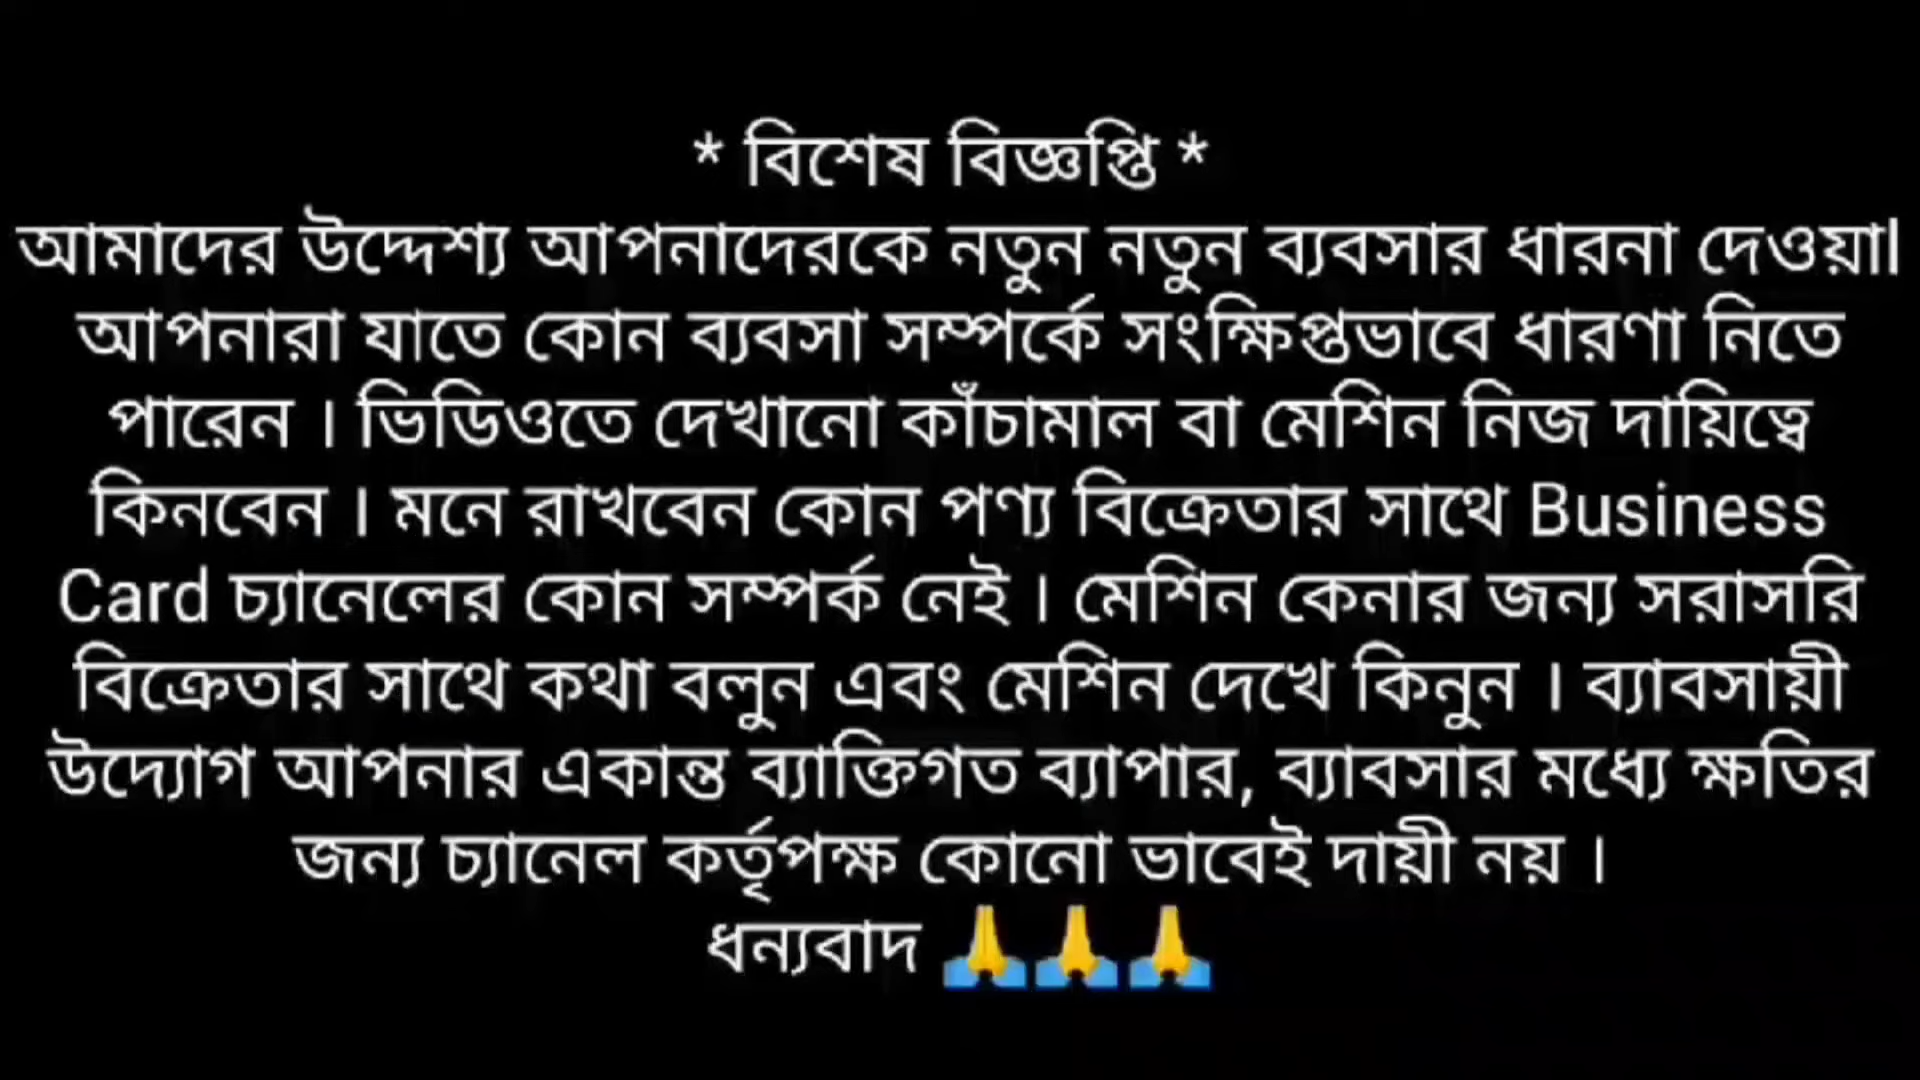 * বিশেষ বিজ্ঞপ্তি *
আমাদের উদ্দেশ্য আপনাদেরকে নতুন নতুন ব্যবসার ধারনা দেওয়া।
আপনারা যাতে কোন ব্যবসা সম্পর্কে সংক্ষিপ্তভাবে ধারণা নিতে
পারেন । ভিডিওতে দেখানো কাঁচামাল বা মেশিন নিজ দায়িত্বে
কিনবেন । মনে রাখবেন কোন পণ্য বিক্রেতার সাথে Business
Card চ্যানেলের কোন সম্পর্ক নেই । মেশিন কেনার জন্য সরাসরি
বিক্রেতার সাথে কথা বলুন এবং মেশিন দেখে কিনুন । ব্যাবসায়ী
উদ্যোগ আপনার একান্ত ব্যাক্তিগত ব্যাপার, ব্যাবসার মধ্যে ক্ষতির
জন্য চ্যানেল কর্তৃপক্ষ কোনো ভাবেই দায়ী নয় ।
ধন্যবাদ 🙏🙏🙏